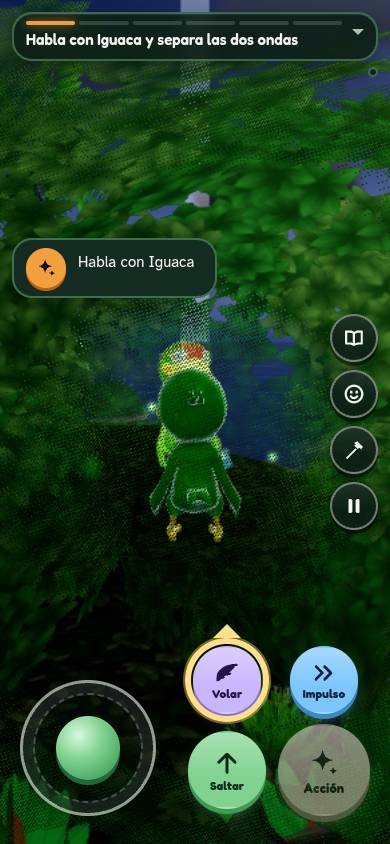 Habla con Iguaca y separa las dos ondas
Habla con Iguaca
Volar
Impulso
Saltar
Acción